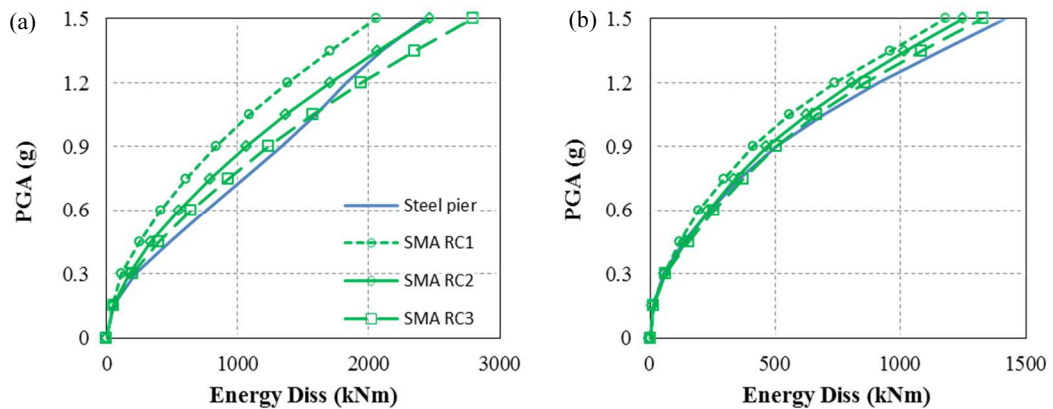 (a)
PGA (g)
1.5
1.2
0.9
0.6
0.3
0
0 1000 2000 3000
Energy Diss (kNm)
Steel pier
SMA RC1
SMA RC2
SMA RC3
(b)
PGA (g)
1.5
1.2
0.9
0.6
0.3
0
0 500 1000 1500
Energy Diss (kNm)